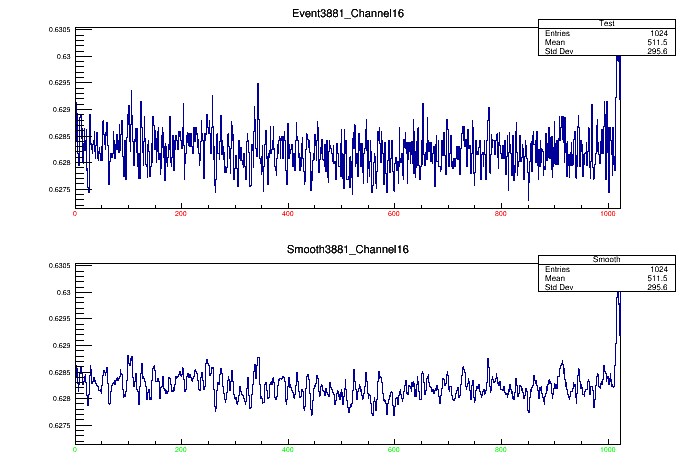 Event3881_Channel16
Test
Entries 1024
Mean 511.5
Std Dev 295.6
0.6305
0.63
0.6295
0.629
0.6285
0.628
0.6275
0 200 400 600 800 1000
Smooth3881_Channel16
Smooth
Entries 1024
Mean 511.5
Std Dev 295.6
0.6305
0.63
0.6295
0.629
0.6285
0.628
0.6275
0 200 400 600 800 1000